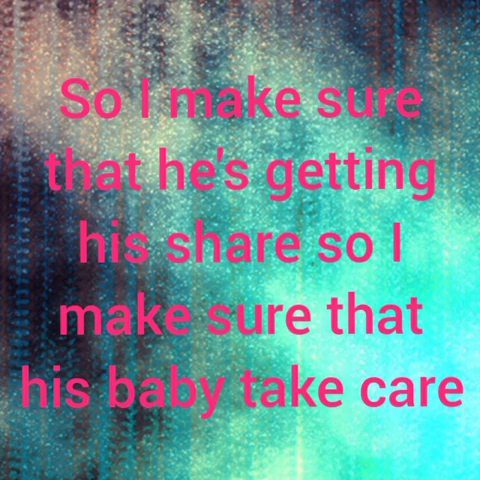 So I make sure
that he's getting
his share so I
make sure that
his baby take care